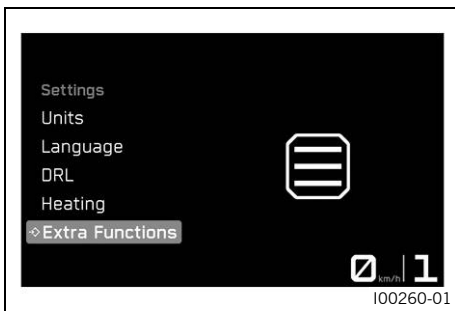 Settings
Units
Language
DRL
Heating
Extra Functions
0 km/h 1
I00260-01